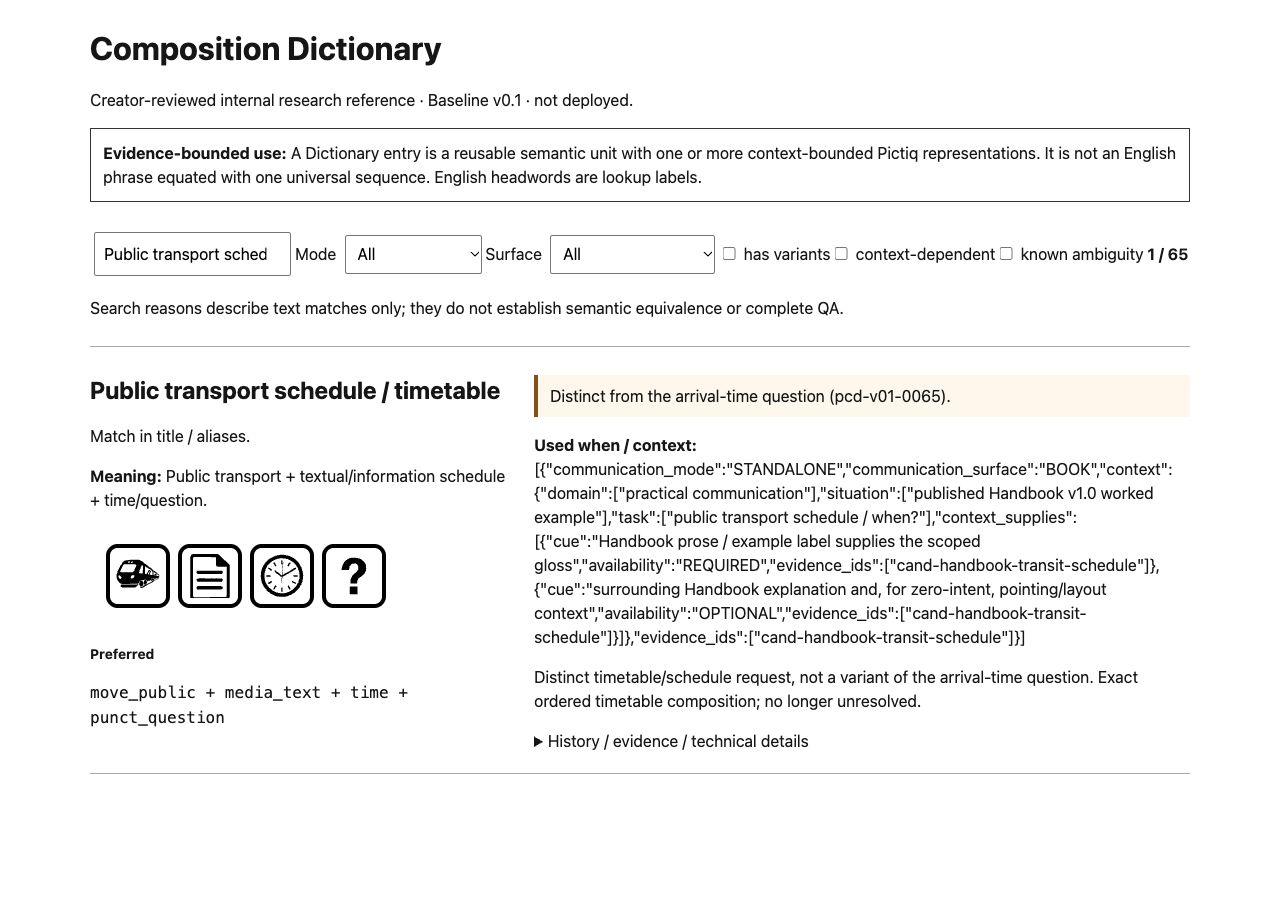 Composition Dictionary
Creator-reviewed internal research reference · Baseline v0.1 · not deployed.
Evidence-bounded use: A Dictionary entry is a reusable semantic unit with one or more context-bounded Pictiq representations. It is not an English
phrase equated with one universal sequence. English headwords are lookup labels.
Public transport sched Mode All Surface All has variants context-dependent known ambiguity 1 / 65
Search reasons describe text matches only; they do not establish semantic equivalence or complete QA.
Public transport schedule / timetable
Match in title / aliases.
Meaning: Public transport + textual/information schedule
+ time/question.
?
Preferred
move_public + media_text + time +
punct_question
Distinct from the arrival-time question (pcd-v01-0065).
Used when / context:
[{"communication_mode":"STANDALONE","communication_surface":"BOOK","context":
{"domain":["practical communication"],"situation":["published Handbook v1.0 worked
example"],"task":["public transport schedule / when?"],"context_supplies":
[{"cue":"Handbook prose / example label supplies the scoped
gloss","availability":"REQUIRED","evidence_ids":["cand-handbook-transit-schedule"]},
{"cue":"surrounding Handbook explanation and, for zero-intent, pointing/layout
context","availability":"OPTIONAL","evidence_ids":["cand-handbook-transit-
schedule"]}]},"evidence_ids":["cand-handbook-transit-schedule"]}]
Distinct timetable/schedule request, not a variant of the arrival-time question. Exact
ordered timetable composition; no longer unresolved.
History / evidence / technical details